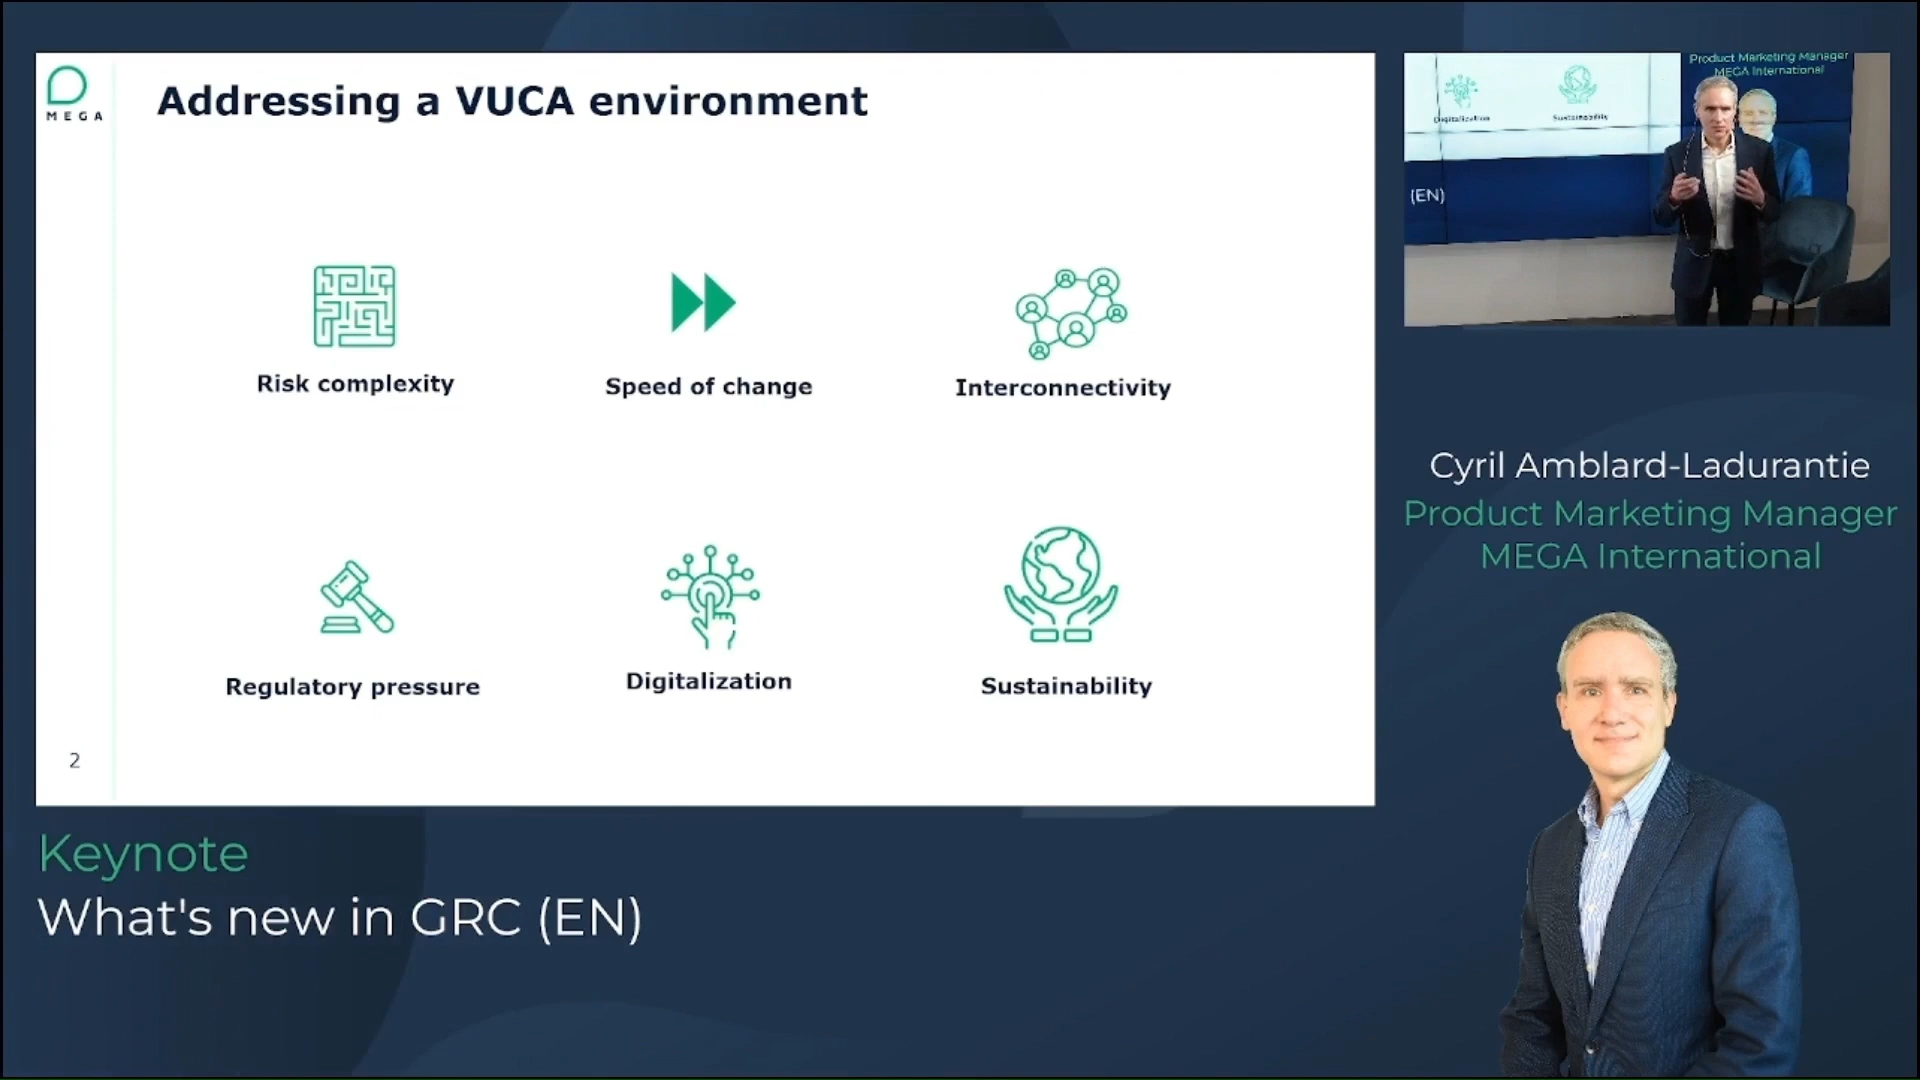 MEGA
Addressing a VUCA environment
Risk complexity
Speed of change
Interconnectivity
Regulatory pressure
Digitalization
Sustainability
2
Product Marketing Manager
MEGA International
Digitalization
Sustainability
(EN)
Cyril Amblard-Ladurantie
Product Marketing Manager
MEGA International
Keynote
What's new in GRC (EN)